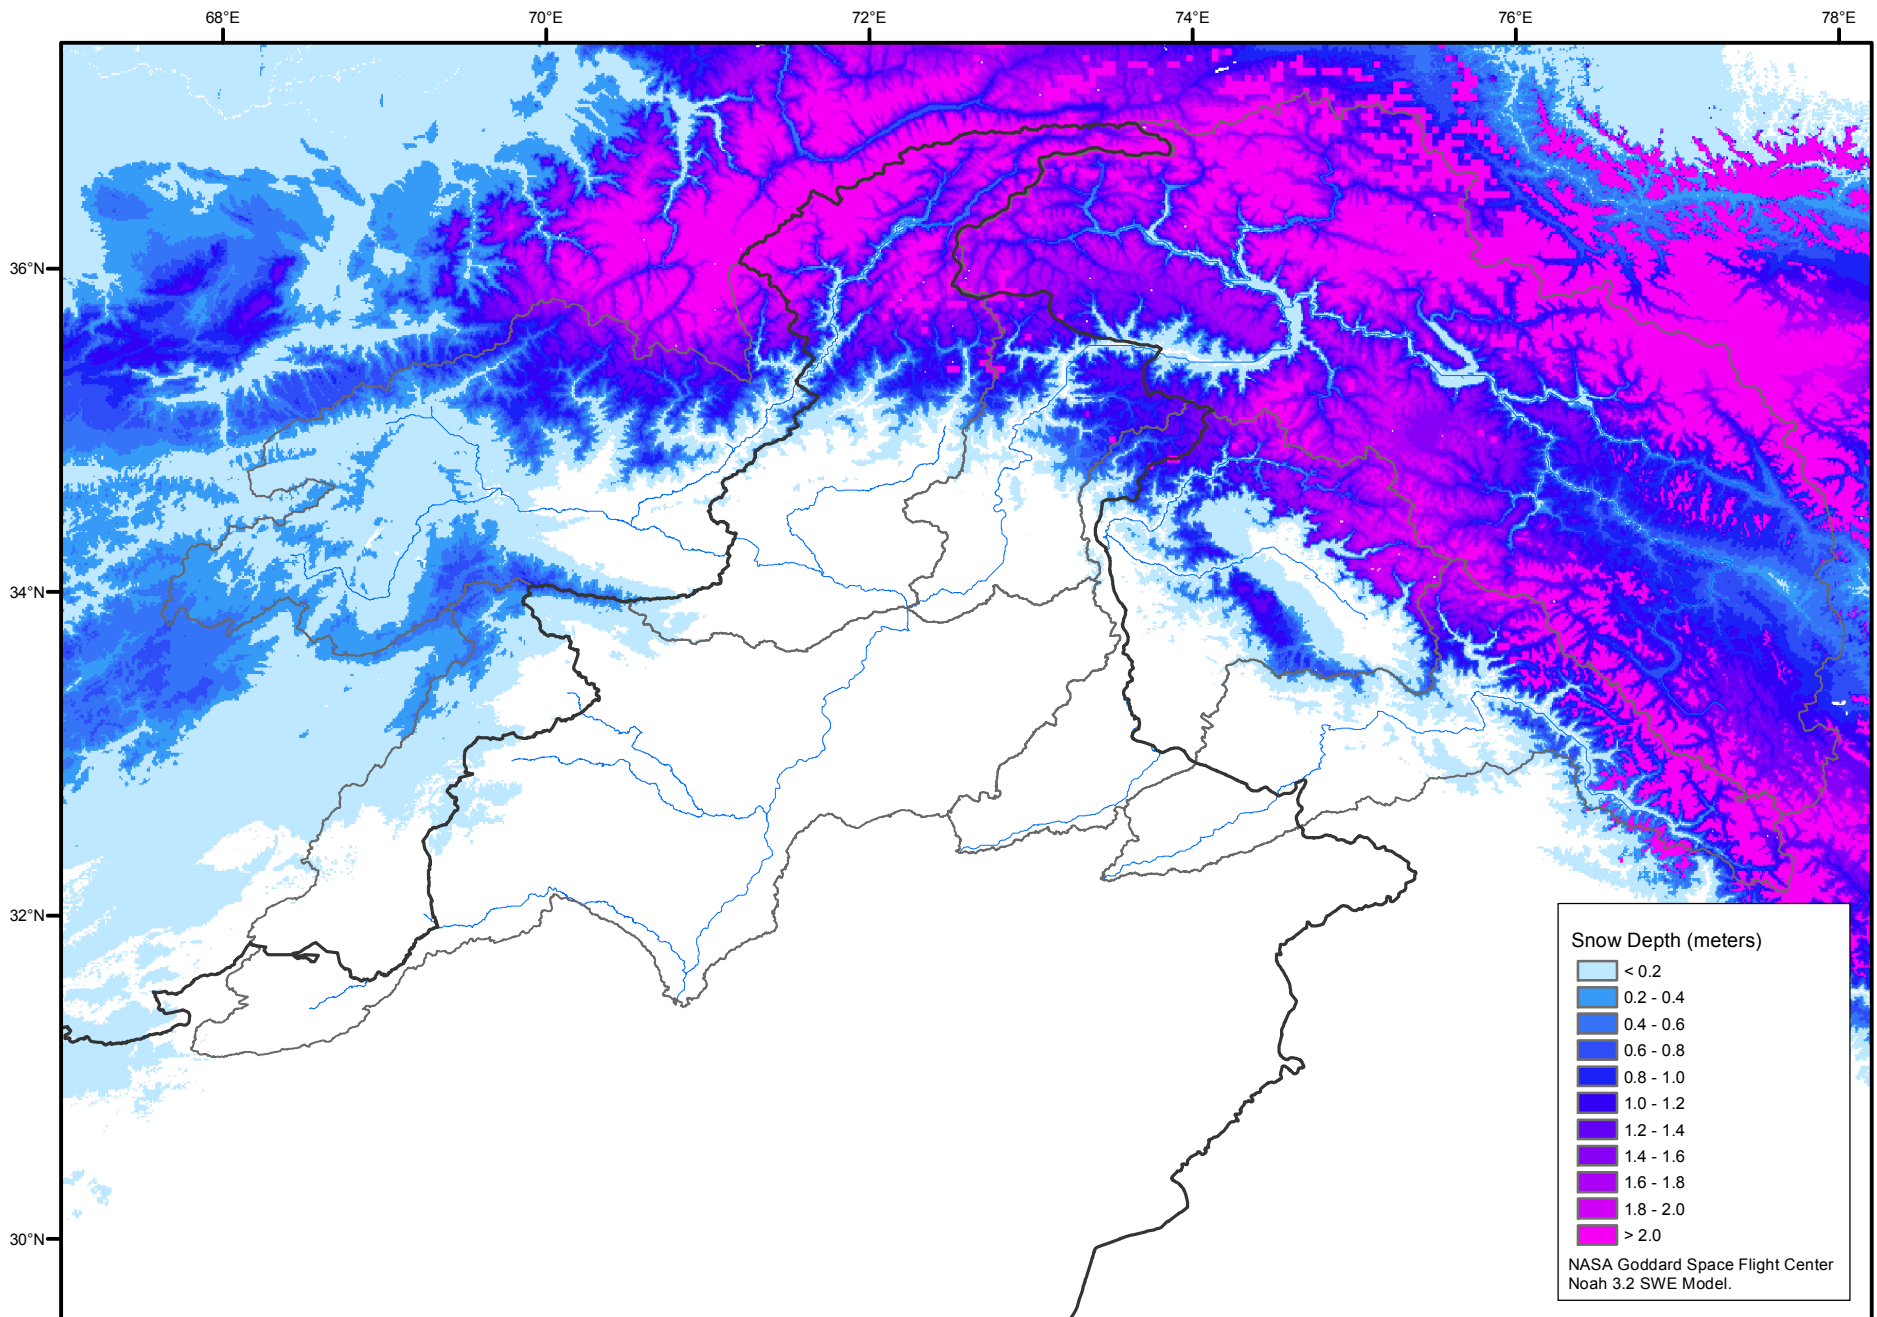 68°E
70°E
72°E
74°E
76°E
78°E
36°N
34°N
32°N
30°N
Snow Depth (meters)
< 0.2
0.2 - 0.4
0.4 - 0.6
0.6 - 0.8
0.8 - 1.0
1.0 - 1.2
1.2 - 1.4
1.4 - 1.6
1.6 - 1.8
1.8 - 2.0
> 2.0
NASA Goddard Space Flight Center
Noah 3.2 SWE Model.